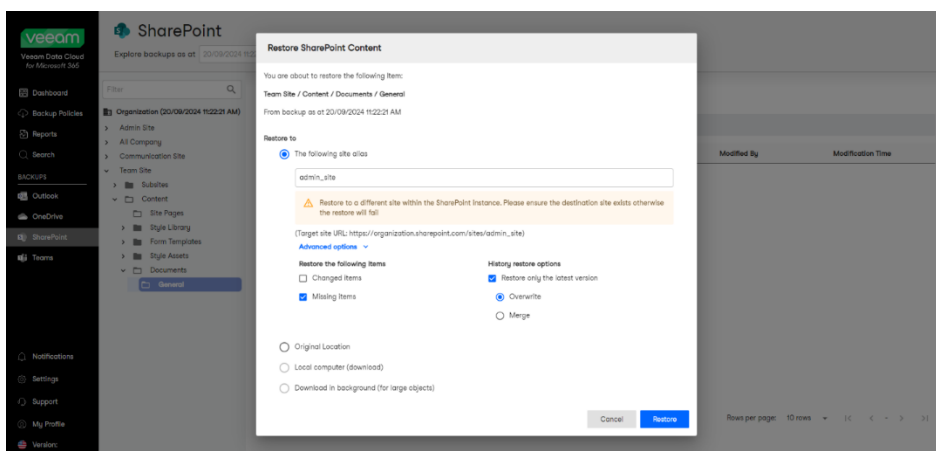 veeam
Veeam Data Cloud
for Microsoft 365
Dashboard
Backup Policies
Reports
Search
BACKUPS
Outlook
OneDrive
SharePoint
Teams
Notifications
Settings
Support
My Profile
Version:
SharePoint
Explore backups as at 20/09/2024 11:22
Filter
Organization (20/09/2024 11:22:21 AM)
Admin Site
All Company
Communication Site
Team Site
Subsites
Content
Site Pages
Style Library
Form Templates
Style Assets
Documents
General
Restore SharePoint Content
You are about to restore the following item:
Team Site / Content / Documents / General
From backup as at 20/09/2024 11:22:21 AM
Restore to
The following site alias
admin_site
Restore to a different site within the SharePoint instance. Please ensure the destination site exists otherwise
the restore will fail
(Target site URL: https://organization.sharepoint.com/sites/admin_site)
Advanced options
Restore the following items
Changed items
Missing items
History restore options
Restore only the latest version
Overwrite
Merge
Original Location
Local computer (download)
Download in background (for large objects)
Cancel
Restore
Modified By
Modification Time
Rows per page: 10 rows